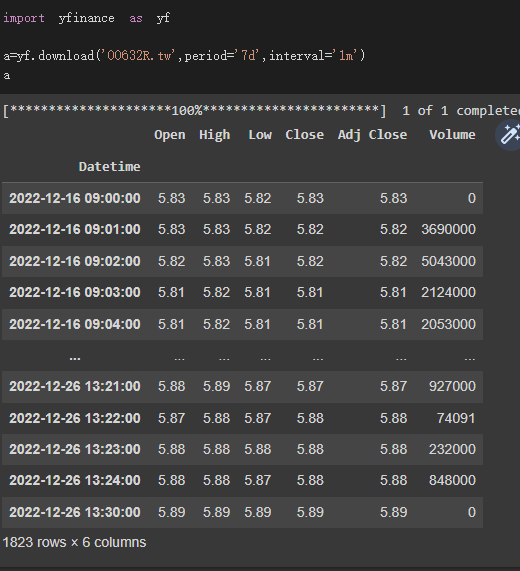 import yfinance as yf
a=yf.download('00632R.tw',period='7d',interval='1m')
a
[*********************100%***********************] 1 of 1 completed
Open High Low Close Adj Close Volume
Datetime
2022-12-16 09:00:00 5.83 5.83 5.82 5.83 5.83 0
2022-12-16 09:01:00 5.83 5.83 5.82 5.82 5.82 3690000
2022-12-16 09:02:00 5.82 5.83 5.81 5.82 5.82 5043000
2022-12-16 09:03:00 5.81 5.82 5.81 5.81 5.81 2124000
2022-12-16 09:04:00 5.81 5.82 5.81 5.81 5.81 2053000
... ... ... ... ... ... ...
2022-12-26 13:21:00 5.88 5.89 5.87 5.87 5.87 927000
2022-12-26 13:22:00 5.87 5.88 5.87 5.88 5.88 74091
2022-12-26 13:23:00 5.88 5.88 5.88 5.88 5.88 232000
2022-12-26 13:24:00 5.88 5.88 5.87 5.88 5.88 848000
2022-12-26 13:30:00 5.89 5.89 5.89 5.89 5.89 0
1823 rows × 6 columns